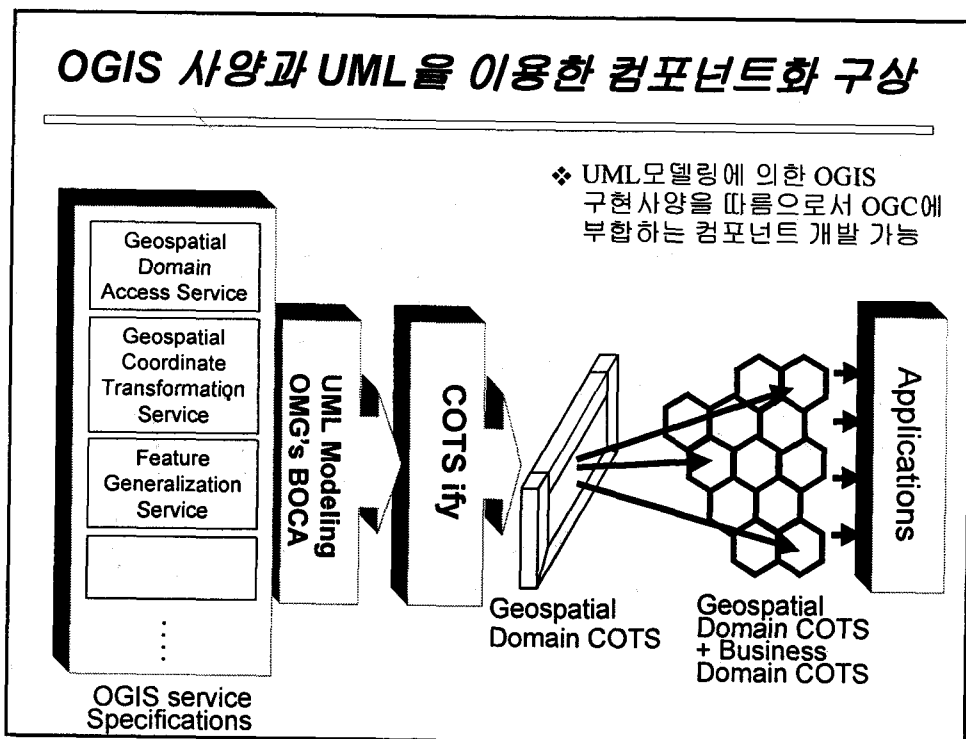 OGIS 사양과 UML을 이용한 컴포넌트화 구상
❖ UML모델링에 의한 OGIS
구현사양을 따름으로서 OGC에
부합하는 컴포넌트 개발 가능
Geospatial
Domain
Access Service
Geospatial
Coordinate
Transformation
Service
Feature
Generalization
Service
OGIS service
Specifications
UML Modeling
OMG's BOCA
COTS ify
Geospatial
Domain COTS
Geospatial
Domain COTS
+ Business
Domain COTS
Applications